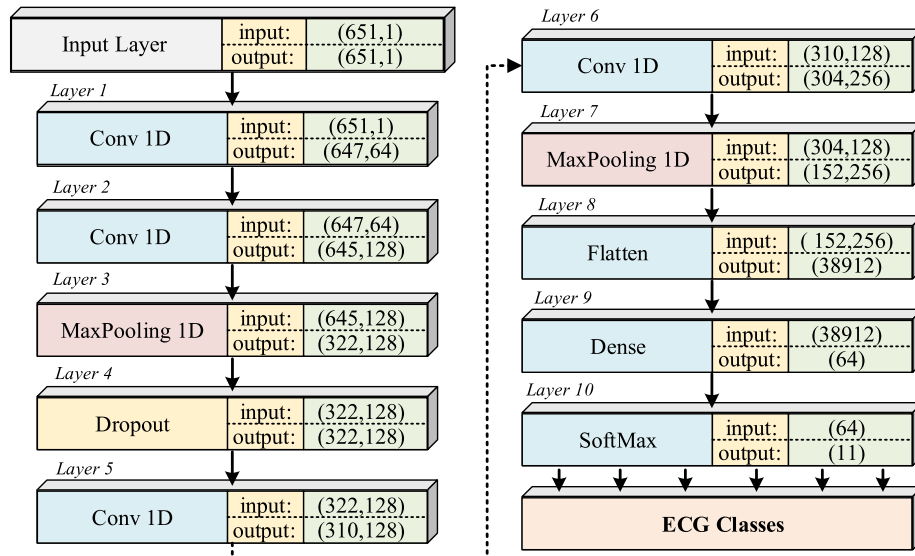 Input Layer
input: (651,1)
output: (651,1)
Layer 1
Conv 1D
input: (651,1)
output: (647,64)
Layer 2
Conv 1D
input: (647,64)
output: (645,128)
Layer 3
MaxPooling 1D
input: (645,128)
output: (322,128)
Layer 4
Dropout
input: (322,128)
output: (322,128)
Layer 5
Conv 1D
input: (322,128)
output: (310,128)
Layer 6
Conv 1D
input: (310,128)
output: (304,256)
Layer 7
MaxPooling 1D
input: (304,128)
output: (152,256)
Layer 8
Flatten
input: ( 152,256)
output: (38912)
Layer 9
Dense
input: (38912)
output: (64)
Layer 10
SoftMax
input: (64)
output: (11)
ECG Classes